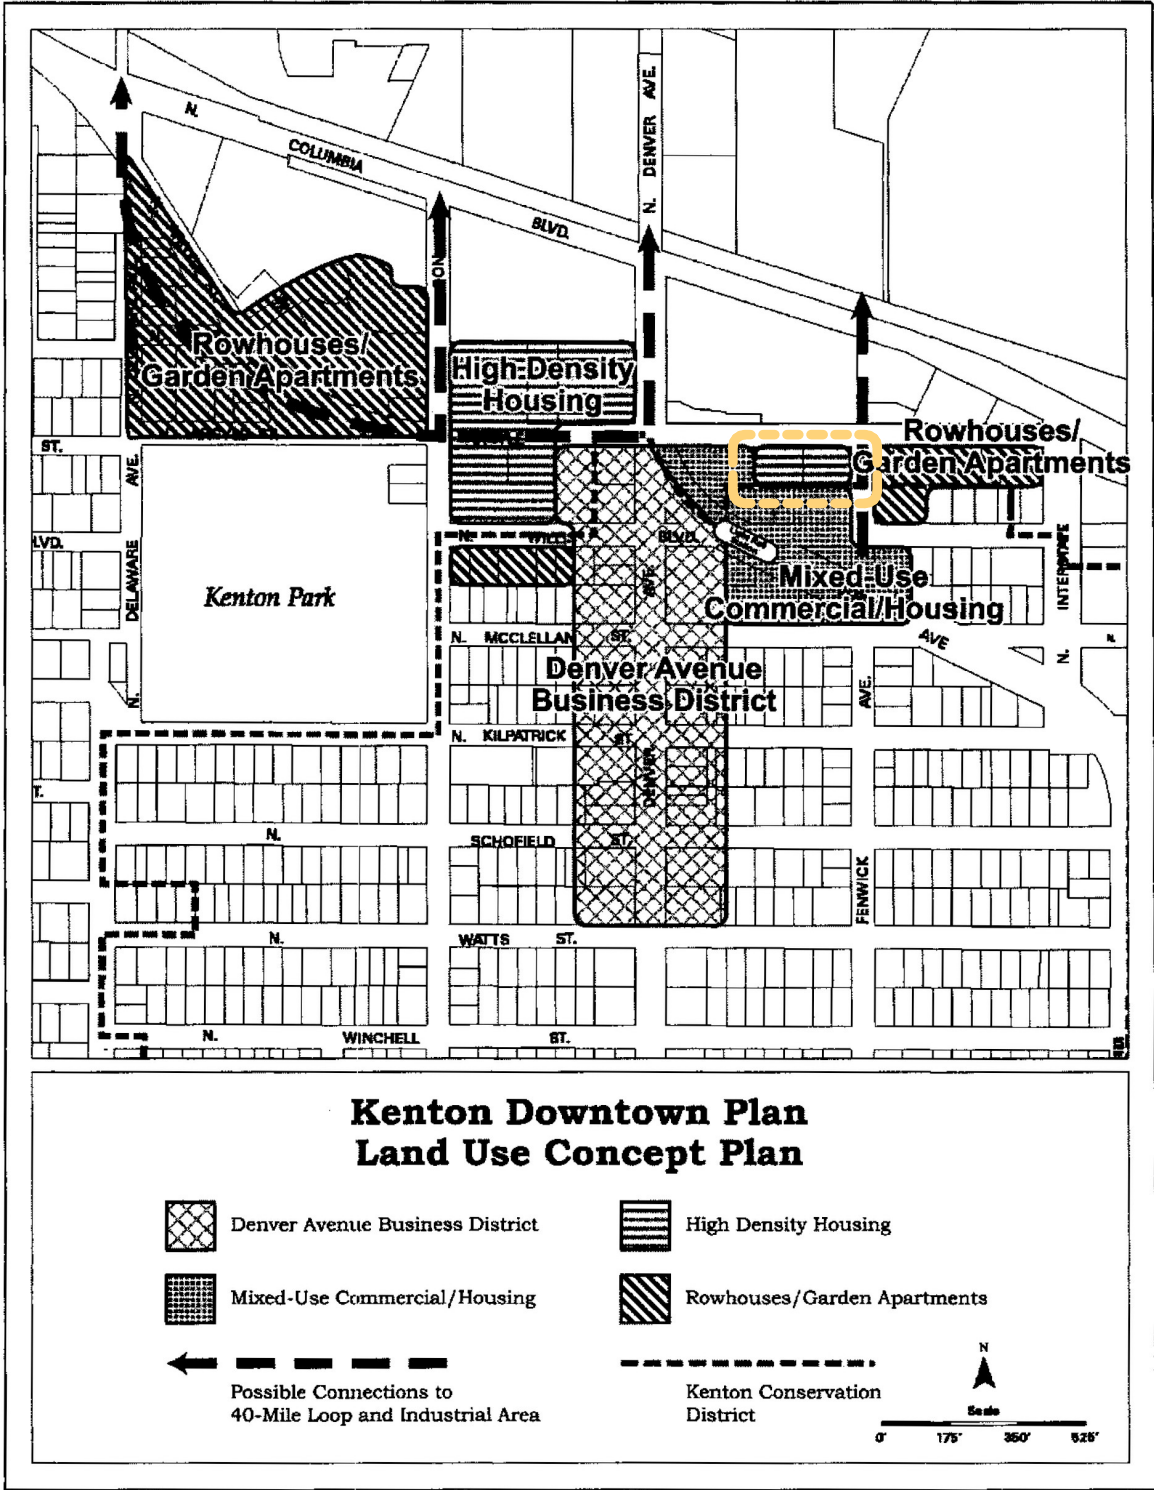 N.
COLUMBIA
BLVD.
N. DENVER AVE.
Rowhouses/
Garden Apartments
High-Density
Housing
Rowhouses/
Garden Apartments
ST.
AVE.
DELAWARE
N.
LVD.
Kenton Park
N.
BLVD.
AVE.
Mixed-Use
Commercial/Housing
INTERSTATE
N.
N. MCCLELLAN ST.
AVE
N.
Denver Avenue
Business District
AVE.
N. KILPATRICK ST.
DENVER
T.
N. SCHOFIELD ST.
FENWICK
N. WATTS ST.
N. WINCHELL ST.
Kenton Downtown Plan
Land Use Concept Plan
Denver Avenue Business District
High Density Housing
Mixed-Use Commercial/Housing
Rowhouses/Garden Apartments
Possible Connections to
40-Mile Loop and Industrial Area
Kenton Conservation
District
N
Scale
0' 175' 350' 525'